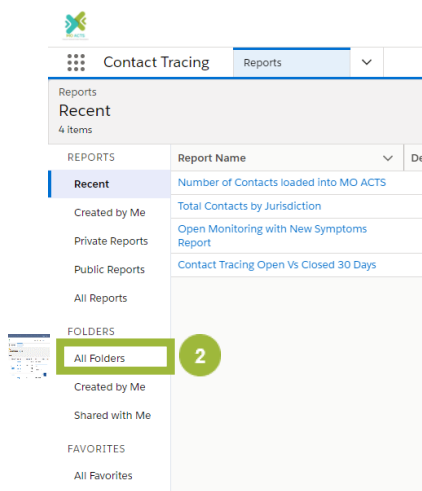 MO ACTS
Contact Tracing
Reports
Reports
Recent
4 items
REPORTS
Recent
Created by Me
Private Reports
Public Reports
All Reports
FOLDERS
All Folders
2
Created by Me
Shared with Me
FAVORITES
All Favorites
Report Name
De
Number of Contacts loaded into MO ACTS
Total Contacts by Jurisdiction
Open Monitoring with New Symptoms
Report
Contact Tracing Open Vs Closed 30 Days